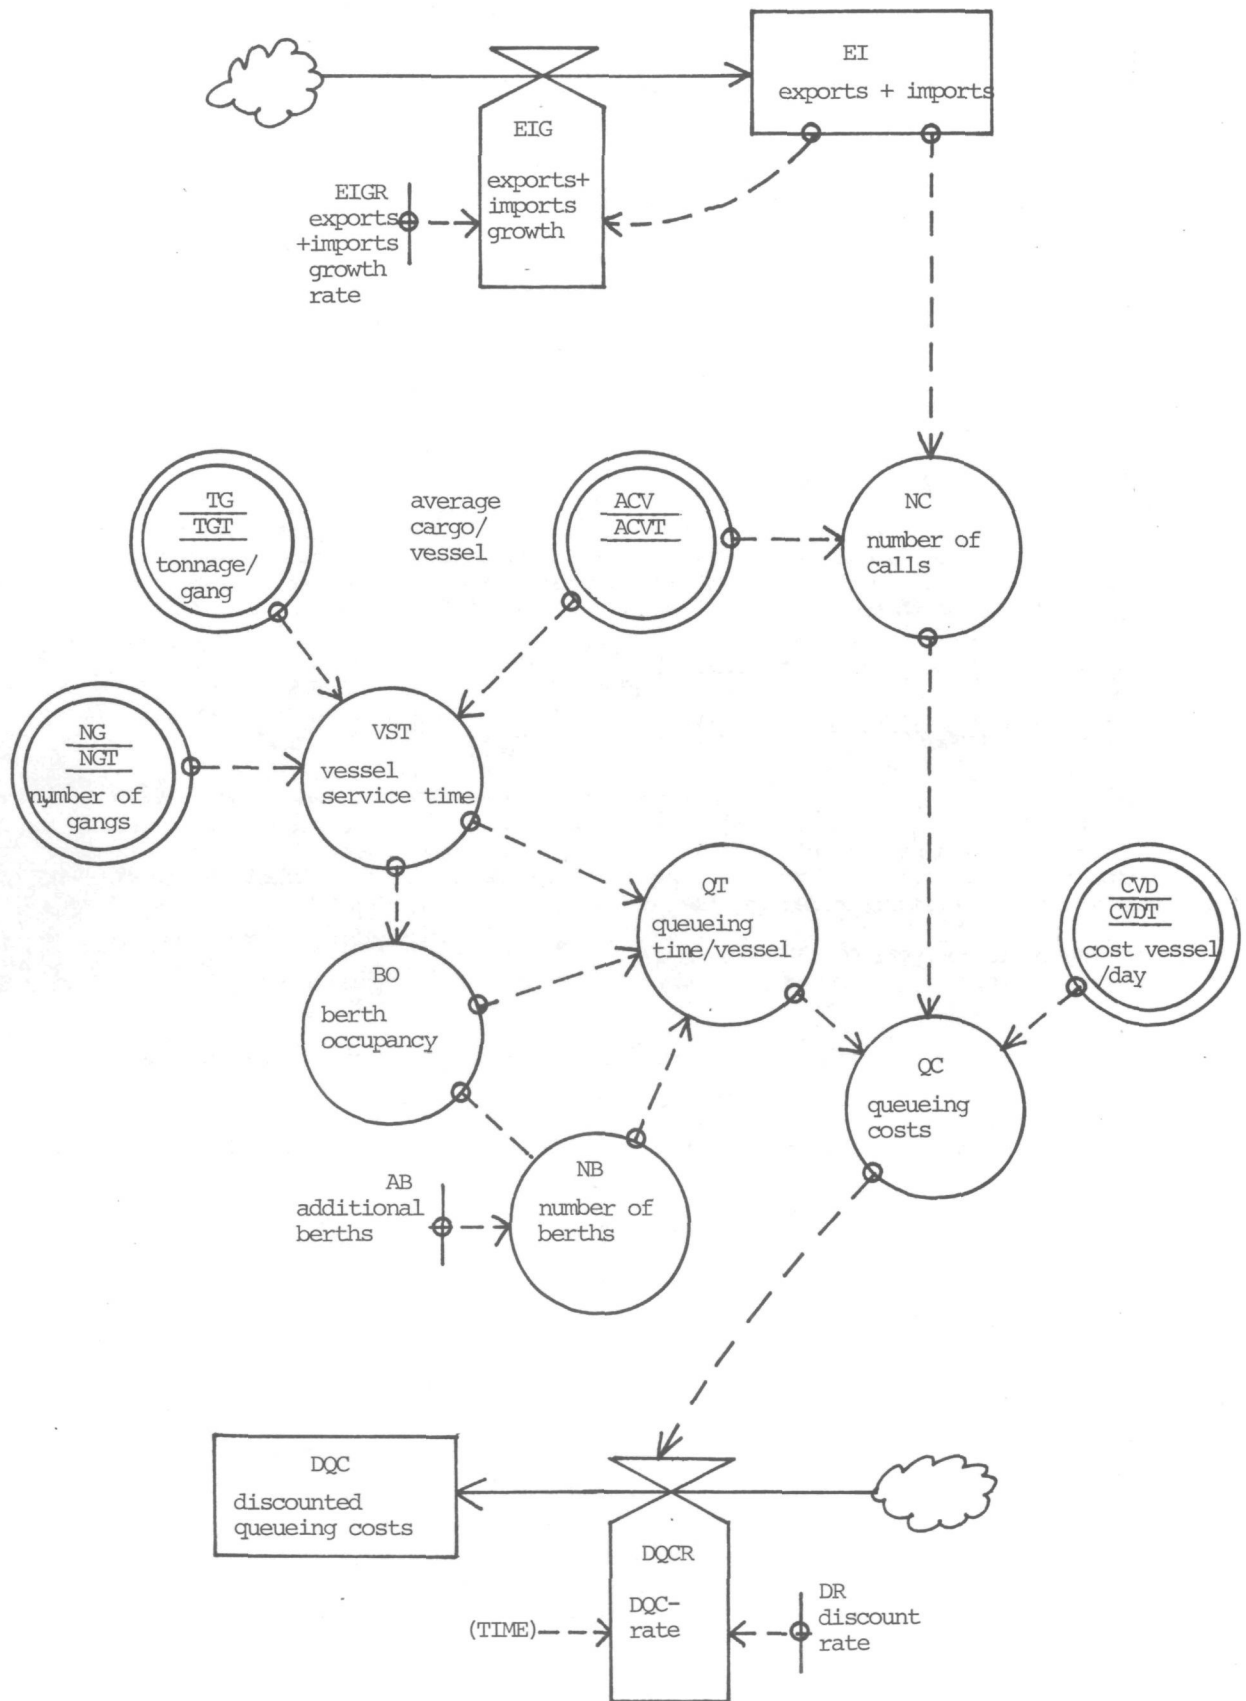 EI
exports + imports
EIG
exports+
imports
growth
EIGR
exports
+imports
growth
rate
TG
TGT
tonnage/
gang
average
cargo/
vessel
ACV
ACVT
NC
number of
calls
NG
NGT
number of
gangs
VST
vessel
service time
QT
queueing
time/vessel
CVD
CVDT
cost vessel
/day
BO
berth
occupancy
QC
queueing
costs
AB
additional
berths
NB
number of
berths
DQC
discounted
queueing costs
DQCR
DQC-
rate
(TIME)
DR
discount
rate